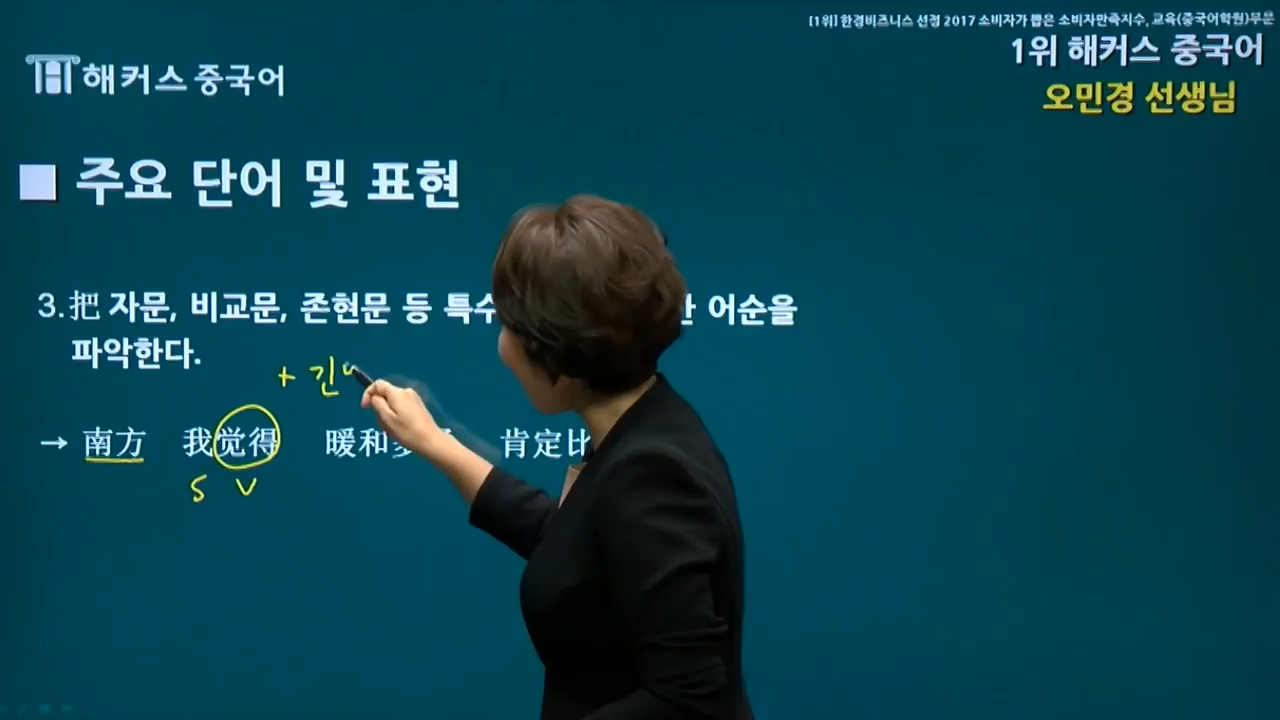 [1위] 한경비즈니스 선정 2017 소비자가 뽑은 소비자만족지수, 교육(중국어학원)부문
1위 해커스 중국어
오민경 선생님
해커스 중국어
주요 단어 및 표현
3.把 자문, 비교문, 존현문 등 특수 어순을
파악한다.
+ 긴
→ 南方 我觉得 暖和 肯定比
S V